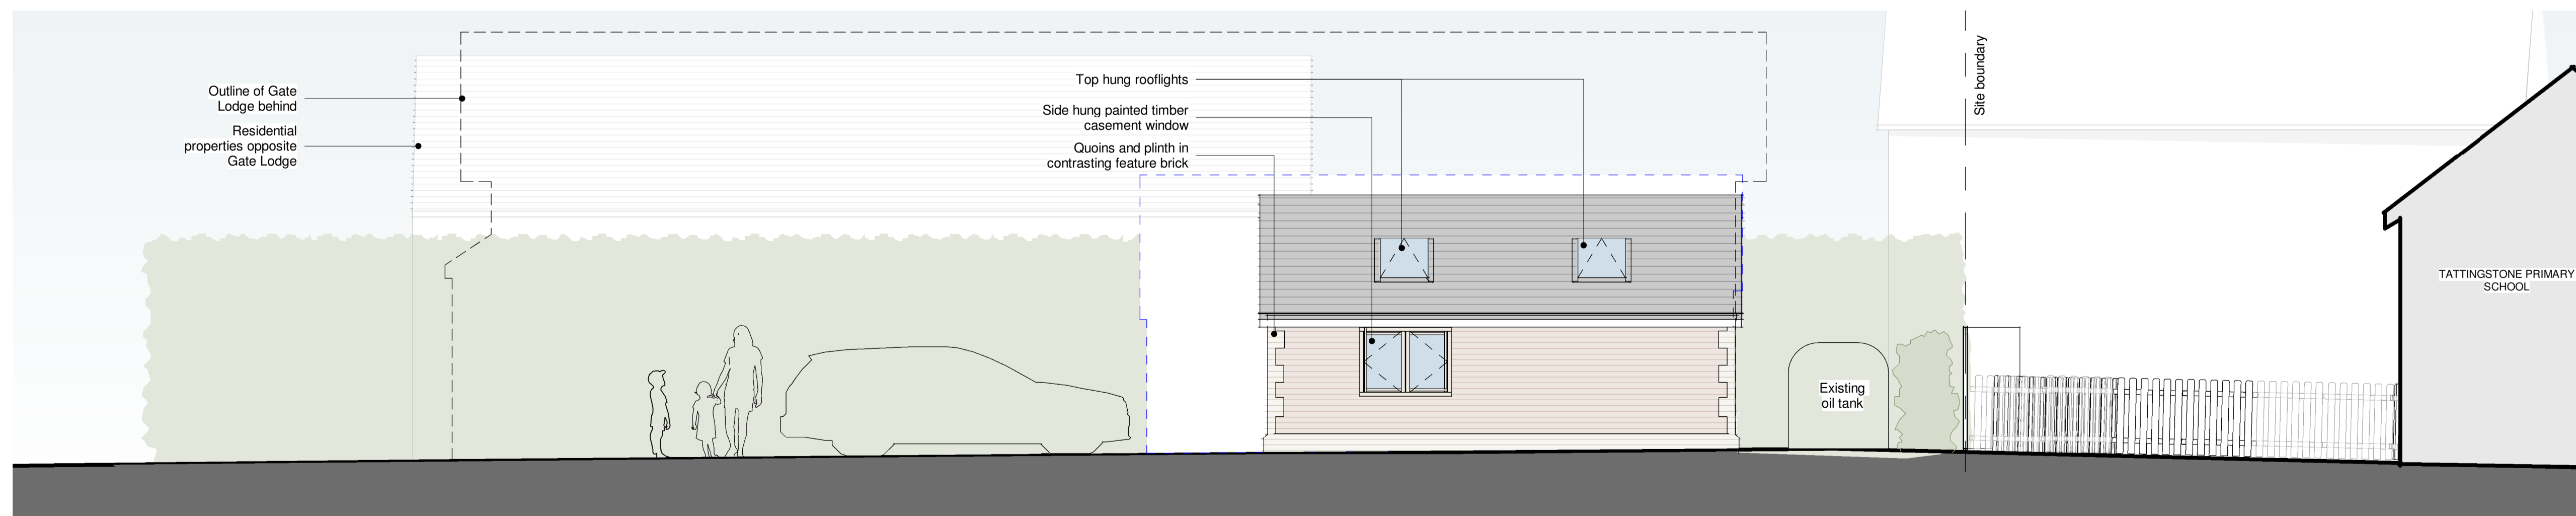 Outline of Gate
Lodge behind
Residential
properties opposite
Gate Lodge
Top hung rooflights
Side hung painted timber
casement window
Quoins and plinth in
contrasting feature brick
Site boundary
Existing
oil tank
TATTINGSTONE PRIMARY
SCHOOL